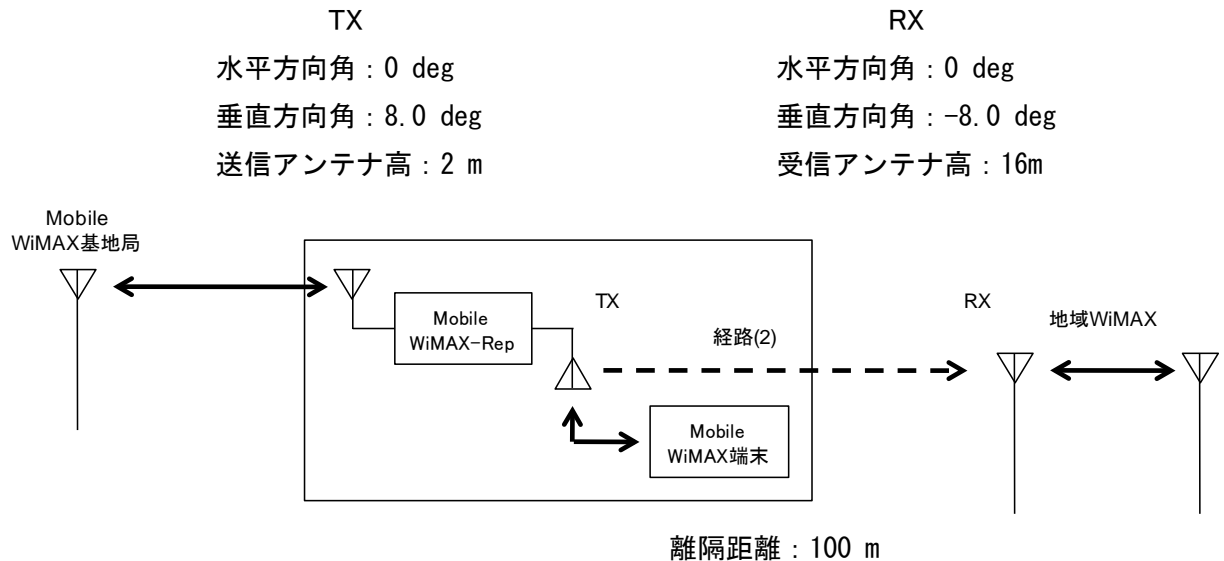 TX
水平方向角：0 deg
垂直方向角：8.0 deg
送信アンテナ高：2 m
RX
水平方向角：0 deg
垂直方向角：-8.0 deg
受信アンテナ高：16m
Mobile
WiMAX基地局
Mobile
WiMAX-Rep
TX
経路(2)
RX
地域WiMAX
Mobile
WiMAX端末
離隔距離：100 m